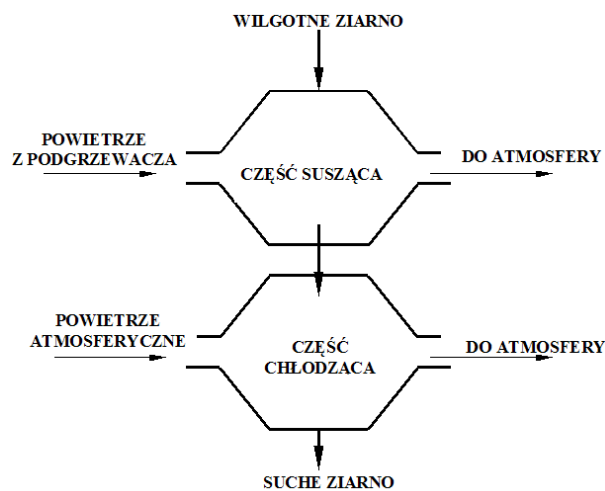 WILGOTNE ZIARNO
POWIETRZE
Z PODGRZEWACZA
CZĘŚĆ SUSZĄCA
DO ATMOSFERY
POWIETRZE
ATMOSFERYCZNE
CZĘŚĆ
CHŁODZACA
DO ATMOSFERY
SUCHE ZIARNO